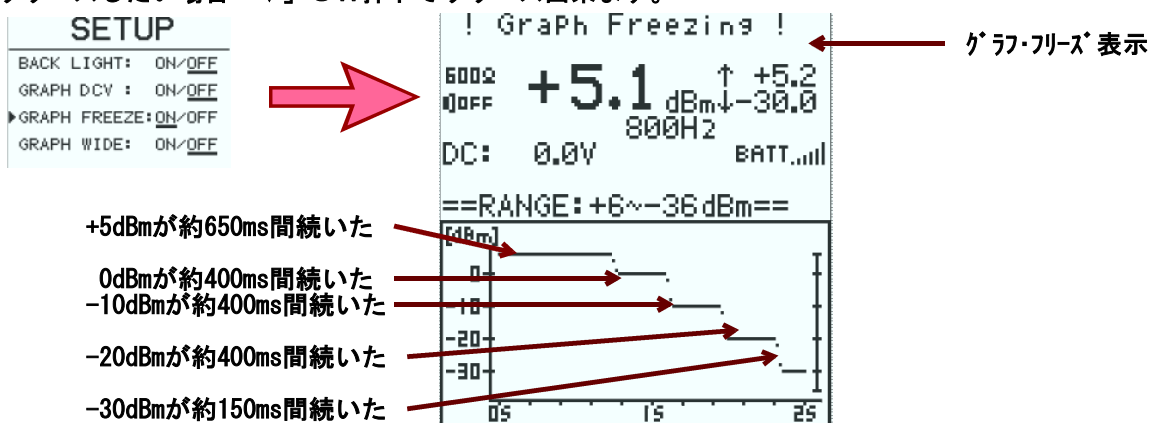 SETUP
BACK LIGHT: ON/OFF
GRAPH DCV : ON/OFF
▶GRAPH FREEZE:ON/OFF
GRAPH WIDE: ON/OFF
! Graph Freezing !
ｸﾞﾗﾌ･ﾌﾘｰｽﾞ表示
600Ω
OFF
+5.1 dBm
↑ +5.2
↓-30.0
800Hz
DC: 0.0V
BATT
==RANGE:+6~-36dBm==
[dBm]
0
-10
-20
-30
0s 1s 2s
+5dBmが約650ms間続いた
0dBmが約400ms間続いた
-10dBmが約400ms間続いた
-20dBmが約400ms間続いた
-30dBmが約150ms間続いた